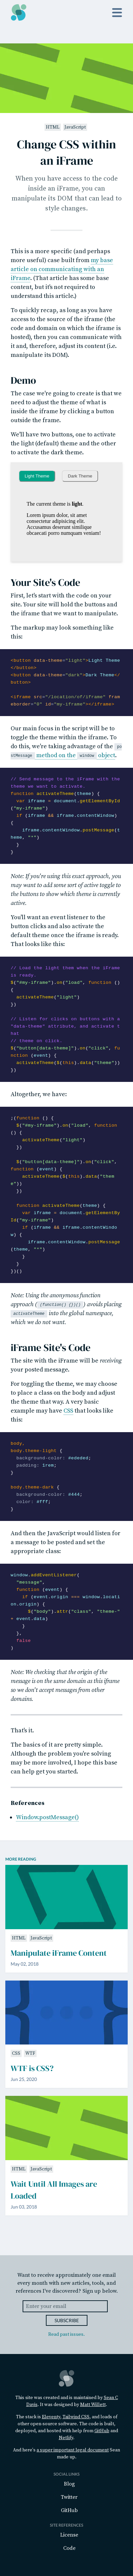 HTML JavaScript
Change CSS within
an iFrame
When you have access to the code
inside an iFrame, you can
manipulate its DOM that can lead to
style changes.
This is a more specific (and perhaps
more useful) case built from my base
article on communicating with an
iFrame. (That article has some base
context, but it's not required to
understand this article.)
To quickly recap, as long as you have
access to the source of the iframe (the
code and domain at/on which it is
hosted), then you can communicate with
it and, therefore, adjust its style (or
manipulate its DOM).
Demo
The case we're going to create is one in
that we need to adjust the theme of
what's inside the iFrame by clicking a
button outside the frame.
We'll have two buttons, one to activate
the light (default) theme and the other
to activate the dark theme.
Light Theme Dark Theme
The current theme is light.
Lorem ipsum dolor, sit amet
consectetur adipisicing elit.
Accusamus deserunt similique
obcaecati porro numquam veniam!
Your Site's Code
First, let's start with the code on your
site. Your site would hold the buttons and
an iframe that we want to manipulate.
The markup may look something like
this:
<button data-theme="light">Light Theme
</button>
<button data-theme="dark">Dark Theme</
button>
<iframe src="/location/of/iframe" fram
eborder="0" id="my-iframe"></iframe>
Our main focus in the script will be to
toggle the theme within the iframe. To
do this, we're taking advantage of the po
stMessage method on the window object.
// Send message to the iframe with the
theme we want to activate.
function activateTheme(theme) {
var iframe = document.getElementById
("my-iframe")
if (iframe && iframe.contentWindow)
{
iframe.contentWindow.postMessage(t
heme, "*")
}
}
Note: If you're using this exact approach, you
may want to add some sort of active toggle to
the buttons to show which theme is currently
active.
You'll want an event listener to watch
the button clicks and also activate the
default theme once the iframe is ready.
That looks like this:
// Load the light them when the iframe
is ready.
$("#my-iframe").on("load", function ()
{
activateTheme("light")
})
// Listen for clicks on buttons with a
"data-theme" attribute, and activate t
hat
// theme on click.
$("button[data-theme]").on("click", fu
nction (event) {
activateTheme($(this).data("theme"))
})
Altogether, we have:
;(function () {
$("#my-iframe").on("load", function
() {
activateTheme("light")
})
$("button[data-theme]").on("click",
function (event) {
activateTheme($(this).data("them
e"))
})
function activateTheme(theme) {
var iframe = document.getElementBy
Id("my-iframe")
if (iframe && iframe.contentWindo
w) {
iframe.contentWindow.postMessage
(theme, "*")
}
}
})()
Note: Using the anonymous function
approach ( (function() {})() ) avoids placing
activateTheme into the global namespace,
which we do not want.
iFrame Site's Code
The site with the iFrame will be receiving
your posted message.
For toggling the theme, we may choose
to place a class on the body and adjust
the theme that way. A very basic
example may have CSS that looks like
this:
body,
body.theme-light {
background-color: #ededed;
padding: 1rem;
}
body.theme-dark {
background-color: #444;
color: #fff;
}
And then the JavaScript would listen for
a message to be posted and set the
appropriate class:
window.addEventListener(
"message",
function (event) {
if (event.origin === window.locati
on.origin) {
$("body").attr("class", "theme-"
+ event.data)
}
},
false
)
Note: We're checking that the origin of the
message is on the same domain as this iframe
so we don't accept messages from other
domains.
That's it.
The basics of it are pretty simple.
Although the problem you're solving
may be more involved, I hope this base
can help get you started.
References
Window.postMessage()
MORE READING
HTML JavaScript
Manipulate iFrame Content
May 02, 2018
CSS WTF
WTF is CSS?
Jun 25, 2020
HTML JavaScript
Wait Until All Images are
Loaded
Jun 03, 2018
Want to receive approximately one email
every month with new articles, tools, and
references I've discovered? Sign up below.
Enter your email
SUBSCRIBE
Read past issues.
This site was created and is maintained by Sean C
Davis. It was designed by Matt Willett.
The stack is Eleventy, Tailwind CSS, and loads of
other open-source software. The code is built,
deployed, and hosted with help from GitHub and
Netlify.
And here's a super important legal document Sean
made up.
SOCIAL LINKS
Blog
Twitter
GitHub
SITE REFERENCES
License
Code